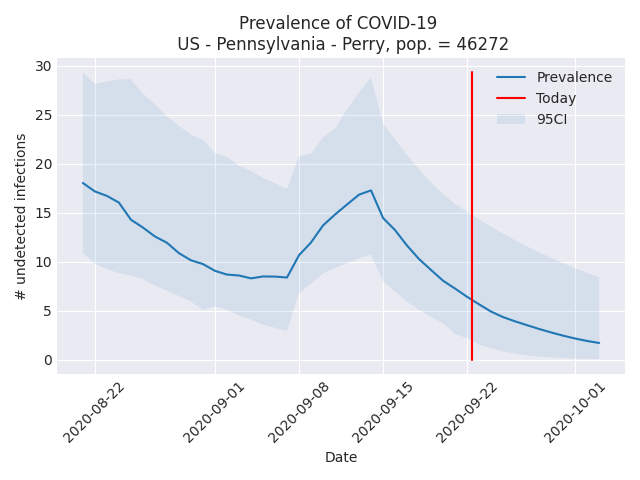 Prevalence of COVID-19
US - Pennsylvania - Perry, pop. = 46272
30
25
20
15
10
5
0
# undetected infections
Prevalence
Today
95CI
2020-08-22
2020-09-01
2020-09-08
2020-09-15
2020-09-22
2020-10-01
Date